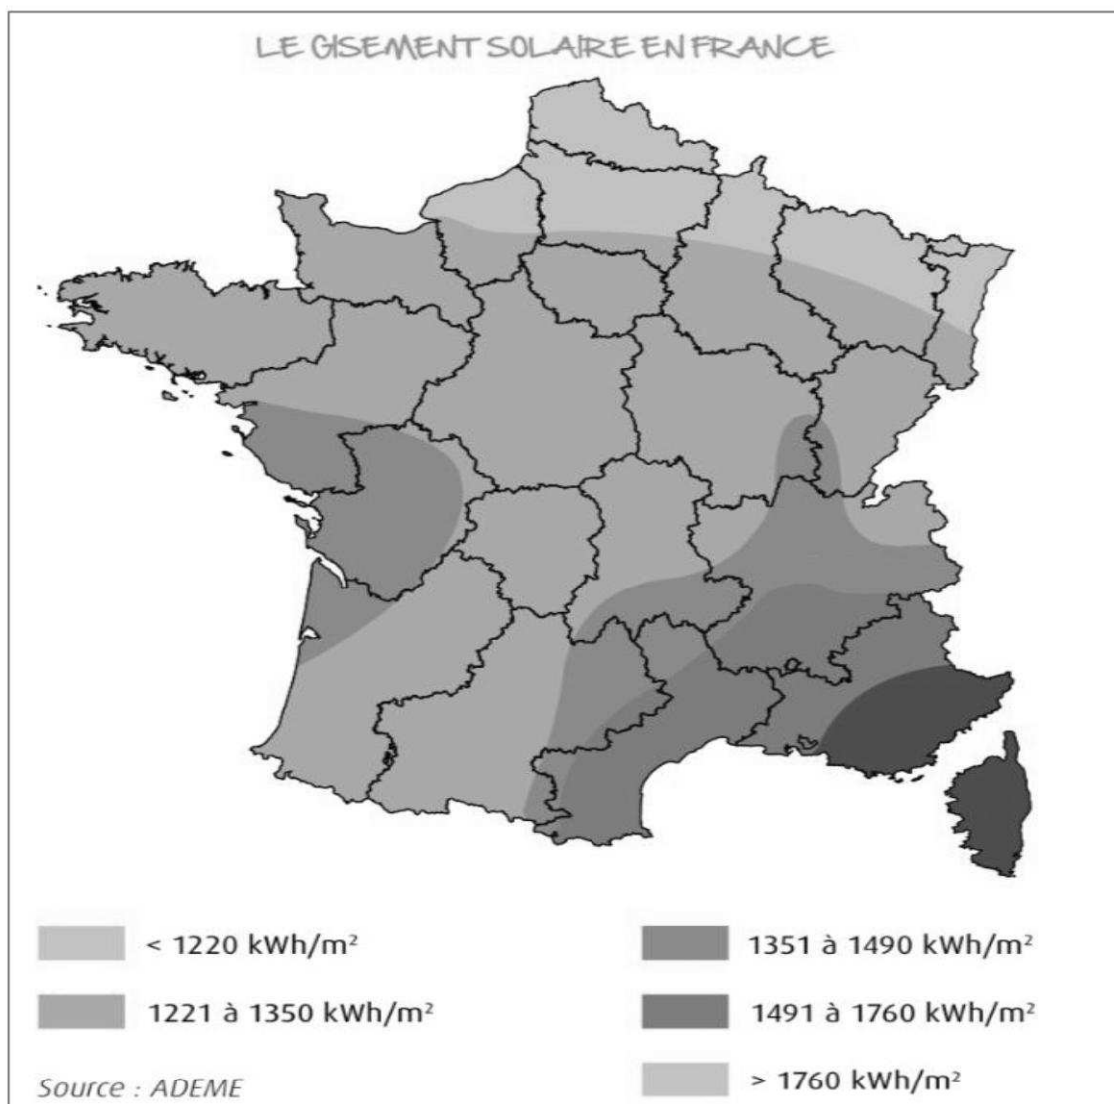 LE GISEMENT SOLAIRE EN FRANCE
< 1220 kWh/m²
1221 à 1350 kWh/m²
1351 à 1490 kWh/m²
1491 à 1760 kWh/m²
> 1760 kWh/m²
Source : ADEME